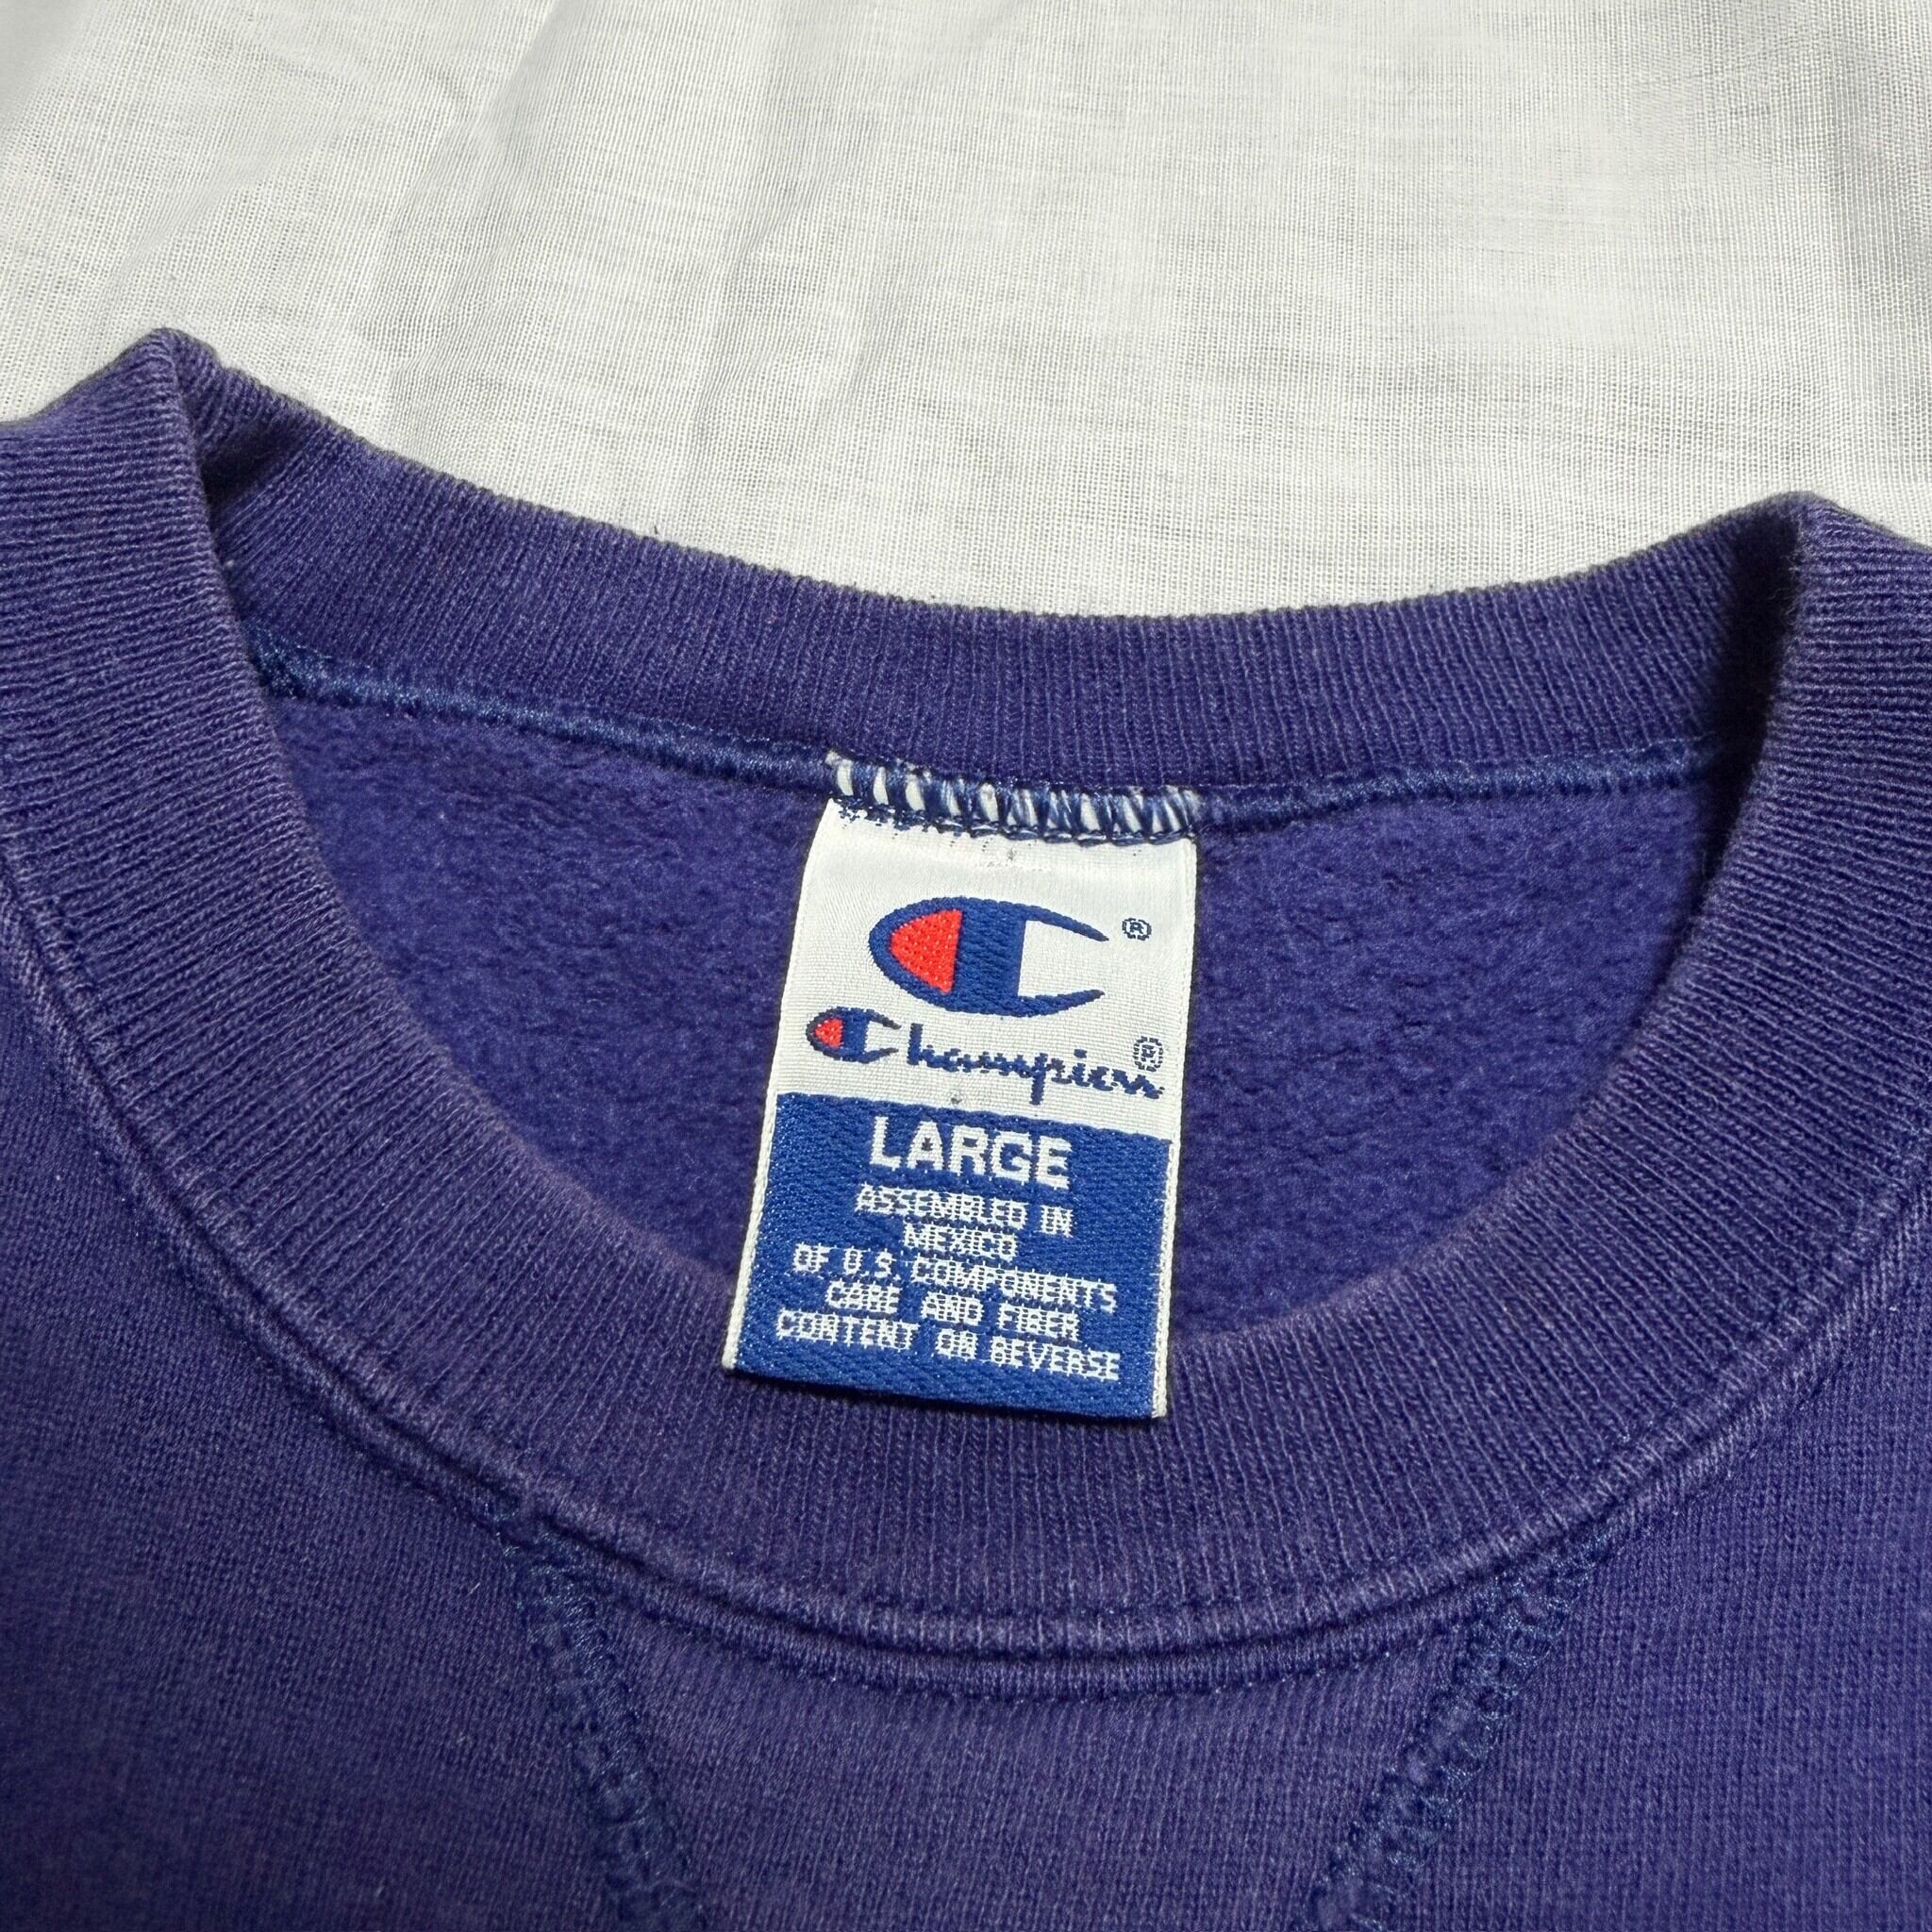 ®
Champion®
LARGE
ASSEMBLED IN
MEXICO
OF U.S. COMPONENTS
CARE AND FIBER
CONTENT ON REVERSE